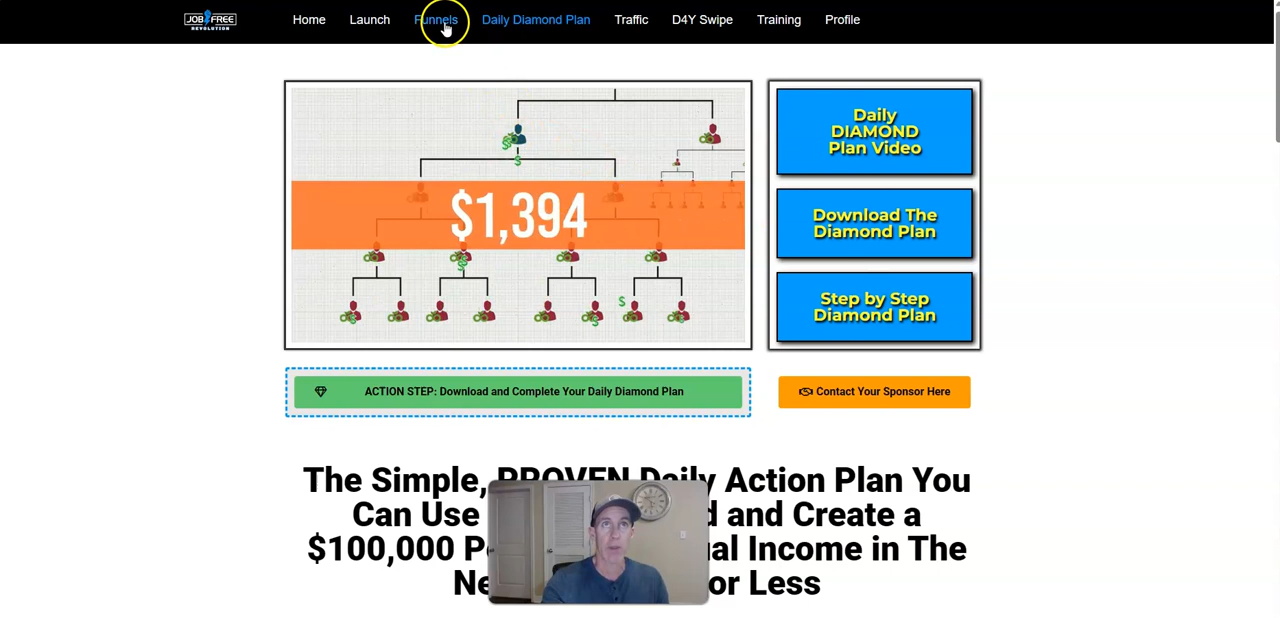 JOB FREE
REVOLUTION
Home Launch Funnels Daily Diamond Plan Traffic D4Y Swipe Training Profile
$1,394
$
$
$
$
$
$
$
$
Daily
DIAMOND
Plan Video
Download The
Diamond Plan
Step by Step
Diamond Plan
ACTION STEP: Download and Complete Your Daily Diamond Plan
Contact Your Sponsor Here
The Simple, PROVEN Daily Action Plan You
Can Use and Create a
$100,000 Income in The
or Less